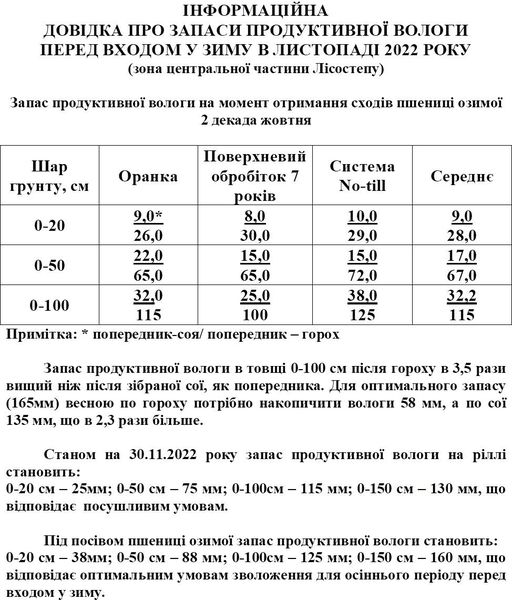 ІНФОРМАЦІЙНА
ДОВІДКА ПРО ЗАПАСИ ПРОДУКТИВНОЇ ВОЛОГИ
ПЕРЕД ВХОДОМ У ЗИМУ В ЛИСТОПАДІ 2022 РОКУ
(зона центральної частини Лісостепу)
Запас продуктивної вологи на момент отримання сходів пшениці озимої
2 декада жовтня
Шар грунту, см | Оранка | Поверхневий обробіток 7 років | Система No-till | Середнє
0-20 | 9,0* | 8,0 | 10,0 | 9,0
26,0 | 30,0 | 29,0 | 28,0
0-50 | 22,0 | 15,0 | 15,0 | 17,0
65,0 | 65,0 | 72,0 | 67,0
0-100 | 32,0 | 25,0 | 38,0 | 32,2
115 | 100 | 125 | 115
Примітка: * попередник-соя/ попередник – горох
Запас продуктивної вологи в товщі 0-100 см після гороху в 3,5 рази
вищий ніж після зібраної сої, як попередника. Для оптимального запасу
(165мм) весною по гороху потрібно накопичити вологи 58 мм, а по сої
135 мм, що в 2,3 рази більше.
Станом на 30.11.2022 року запас продуктивної вологи на ріллі
становить:
0-20 см – 25мм; 0-50 см – 75 мм; 0-100см – 115 мм; 0-150 см – 130 мм, що
відповідає посушливим умовам.
Під посівом пшениці озимої запас продуктивної вологи становить:
0-20 см – 38мм; 0-50 см – 88 мм; 0-100см – 125 мм; 0-150 см – 160 мм, що
відповідає оптимальним умовам зволоження для осіннього періоду перед
входом у зиму.